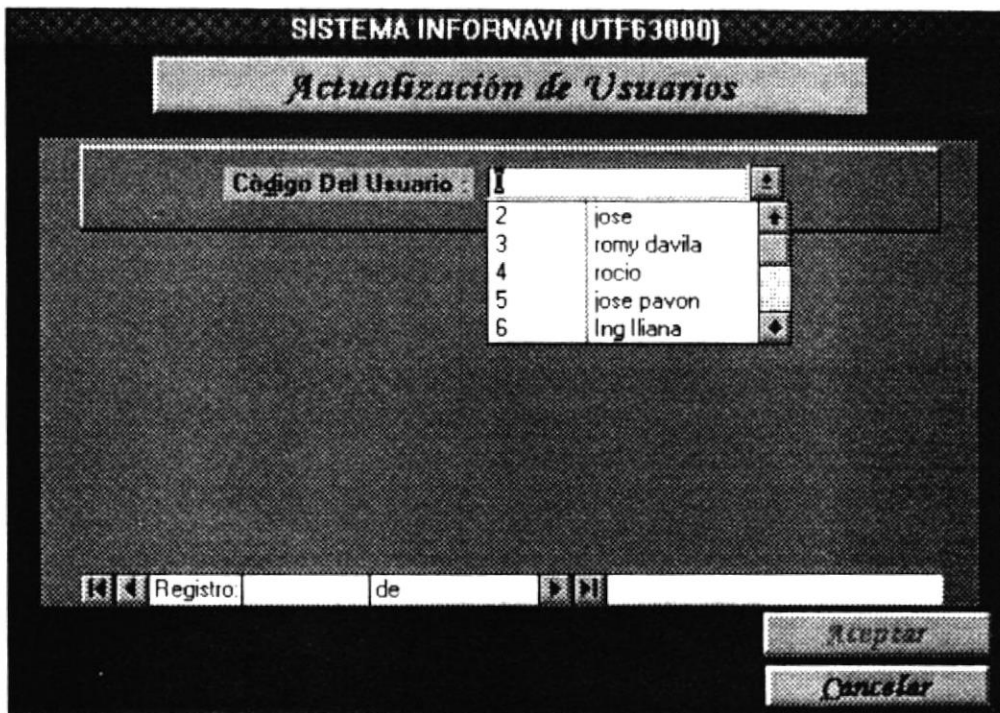 SISTEMA INFORNAVI (UTF63000)
Actualización de Usuarios
Còdigo Del Usuario :
2 jose
3 romy davila
4 rocio
5 jose pavon
6 Ing Iliana
Registro: de
Aceptar
Cancelar